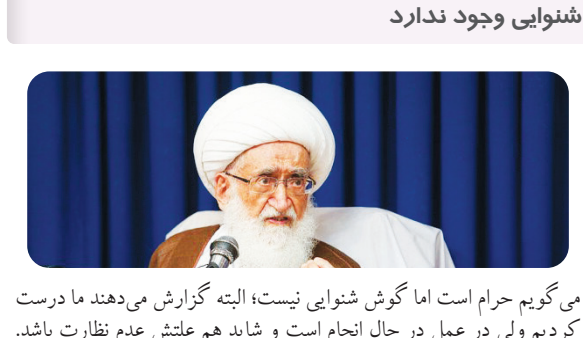 شنوایی وجود ندارد
می‌گویم حرام است اما گوش شنوایی نیست؛ البته گزارش می‌دهند ما درست
کردیم ولی در عمل در حال انجام است و شاید هم علتش عدم نظارت باشد.